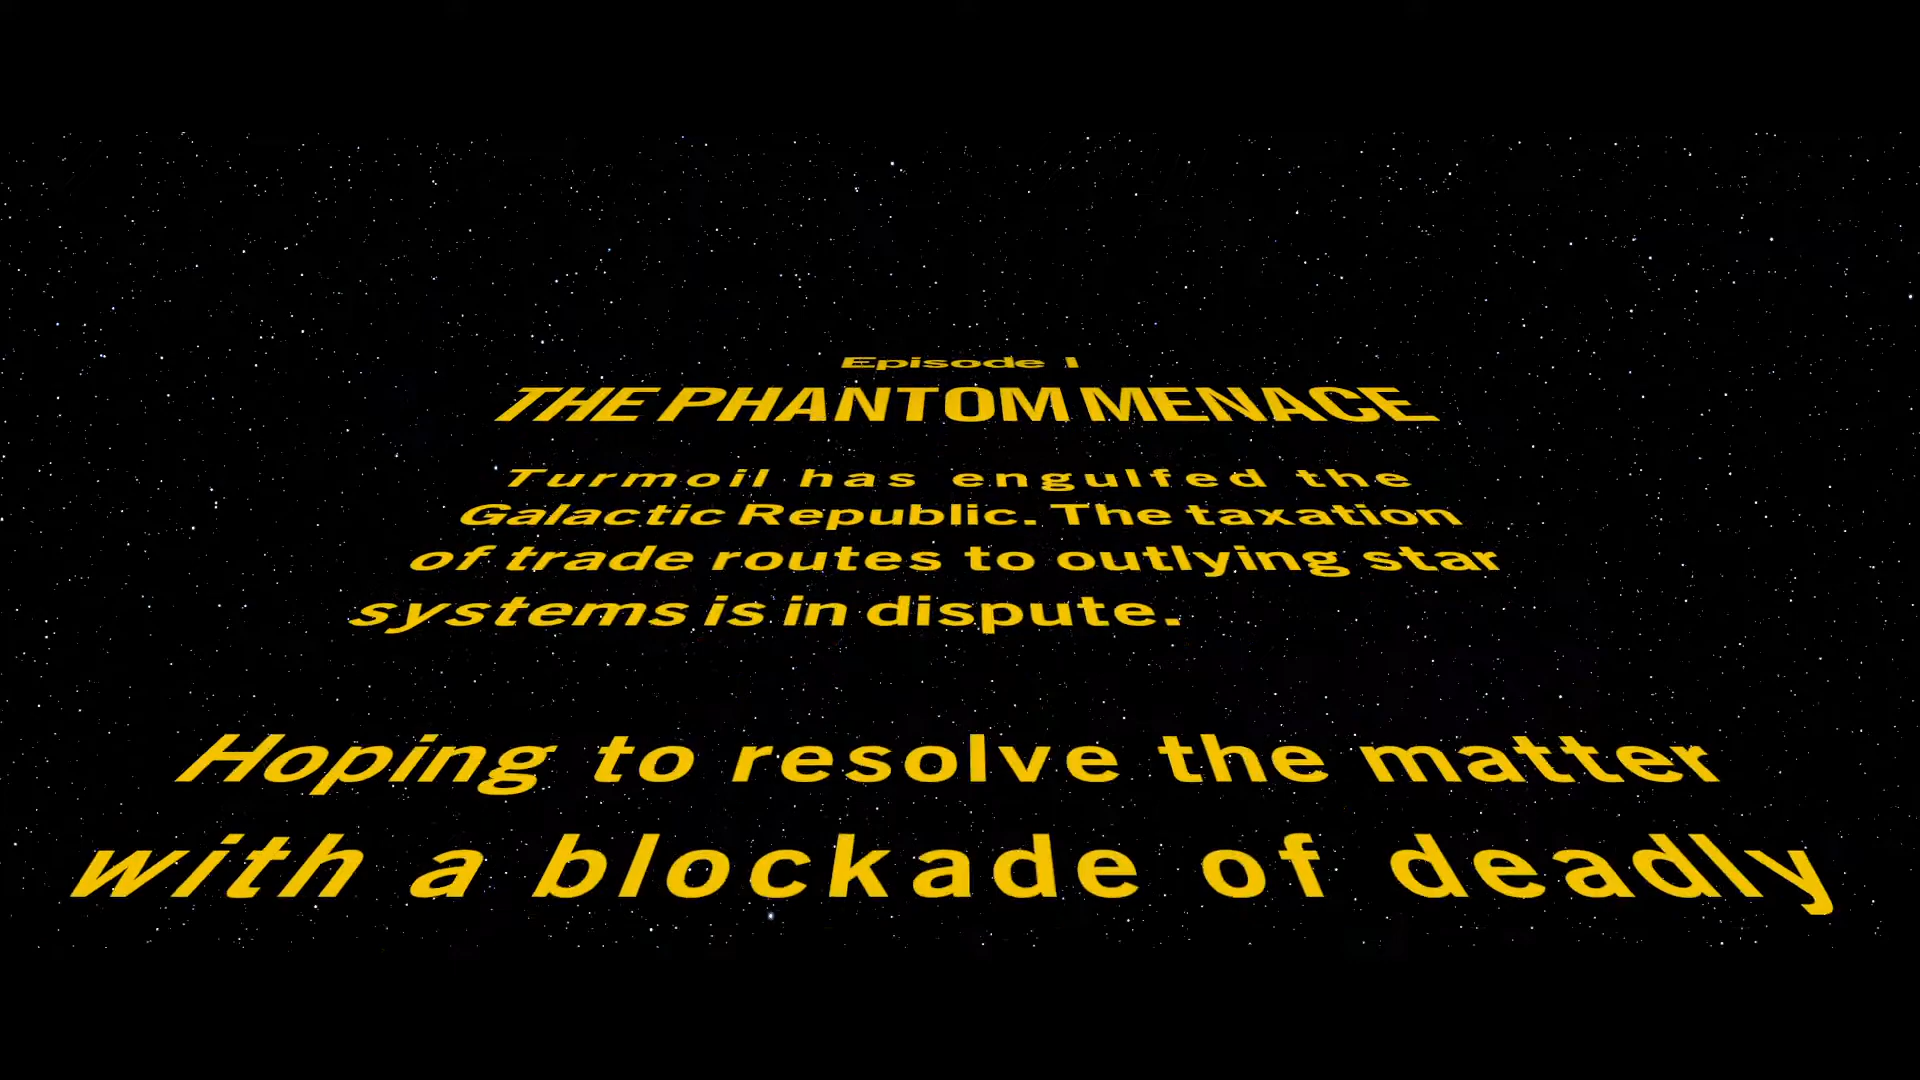 Episode I
THE PHANTOM MENACE
Turmoil has engulfed the
Galactic Republic. The taxation
of trade routes to outlying star
systems is in dispute.
Hoping to resolve the matter
with a blockade of deadly